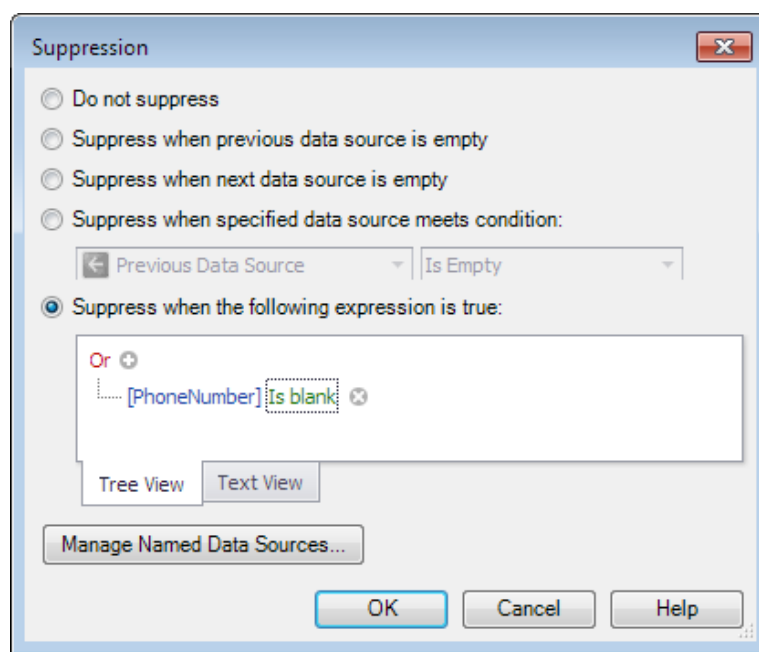 Suppression
Do not suppress
Suppress when previous data source is empty
Suppress when next data source is empty
Suppress when specified data source meets condition:
Previous Data Source Is Empty
Suppress when the following expression is true:
Or
[PhoneNumber] Is blank
Tree View Text View
Manage Named Data Sources...
OK Cancel Help